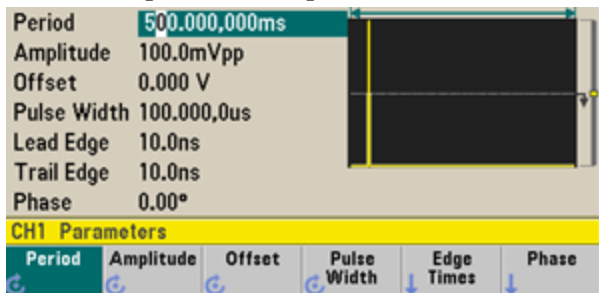 Period 500.000,000ms
Amplitude 100.0mVpp
Offset 0.000 V
Pulse Width 100.000,0us
Lead Edge 10.0ns
Trail Edge 10.0ns
Phase 0.00°
CH1 Parameters
Period Amplitude Offset Pulse Width Edge Times Phase